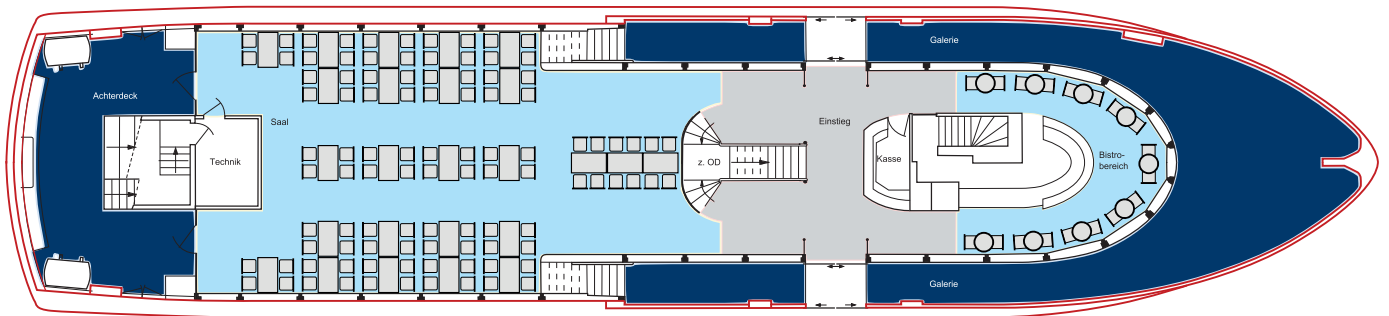 Galerie
Achterdeck
Saal
Einstieg
Technik
z. OD
Kasse
Bistro-
bereich
Galerie